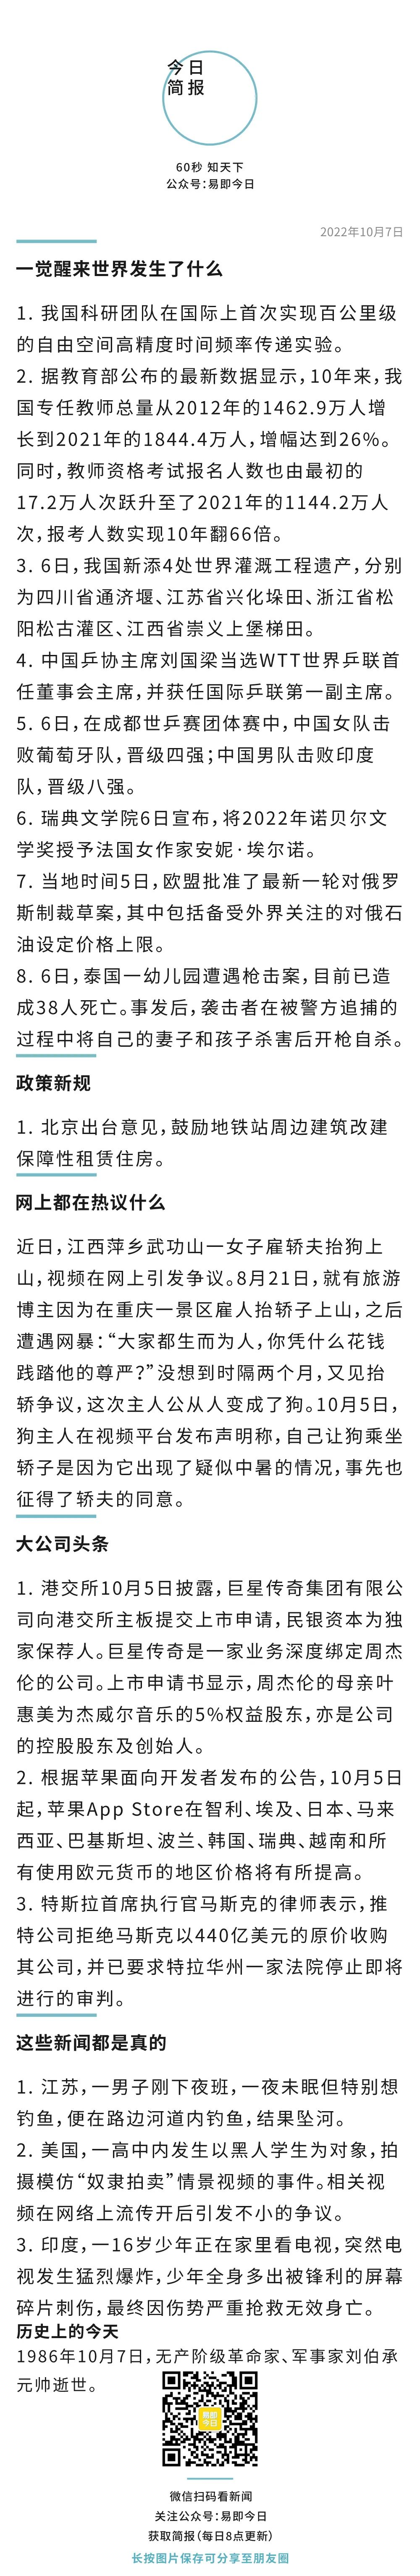 今日
简报
60秒 知天下
公众号:易即今日
2022年10月7日
一觉醒来世界发生了什么
1. 我国科研团队在国际上首次实现百公里级
的自由空间高精度时间频率传递实验。
2. 据教育部公布的最新数据显示,10年来,我
国专任教师总量从2012年的1462.9万人增
长到2021年的1844.4万人,增幅达到26%。
同时,教师资格考试报名人数也由最初的
17.2万人次跃升至了2021年的1144.2万人
次,报考人数实现10年翻66倍。
3. 6日,我国新添4处世界灌溉工程遗产,分别
为四川省通济堰、江苏省兴化垛田、浙江省松
阳松古灌区、江西省崇义上堡梯田。
4. 中国乒协主席刘国梁当选WTT世界乒联首
任董事会主席,并获任国际乒联第一副主席。
5. 6日,在成都世乒赛团体赛中,中国女队击
败葡萄牙队,晋级四强;中国男队击败印度
队,晋级八强。
6. 瑞典文学院6日宣布,将2022年诺贝尔文
学奖授予法国女作家安妮·埃尔诺。
7. 当地时间5日,欧盟批准了最新一轮对俄罗
斯制裁草案,其中包括备受外界关注的对俄石
油设定价格上限。
8. 6日,泰国一幼儿园遭遇枪击案,目前已造
成38人死亡。事发后,袭击者在被警方追捕的
过程中将自己的妻子和孩子杀害后开枪自杀。
政策新规
1. 北京出台意见,鼓励地铁站周边建筑改建
保障性租赁住房。
网上都在热议什么
近日,江西萍乡武功山一女子雇轿夫抬狗上
山,视频在网上引发争议。8月21日,就有旅游
博主因为在重庆一景区雇人抬轿子上山,之后
遭遇网暴:“大家都生而为人,你凭什么花钱
践踏他的尊严?”没想到时隔两个月,又见抬
轿争议,这次主人公从人变成了狗。10月5日,
狗主人在视频平台发布声明称,自己让狗乘坐
轿子是因为它出现了疑似中暑的情况,事先也
征得了轿夫的同意。
大公司头条
1. 港交所10月5日披露,巨星传奇集团有限公
司向港交所主板提交上市申请,民银资本为独
家保荐人。巨星传奇是一家业务深度绑定周杰
伦的公司。上市申请书显示,周杰伦的母亲叶
惠美为杰威尔音乐的5%权益股东,亦是公司
的控股股东及创始人。
2. 根据苹果面向开发者发布的公告,10月5日
起,苹果App Store在智利、埃及、日本、马来
西亚、巴基斯坦、波兰、韩国、瑞典、越南和所
有使用欧元货币的地区价格将有所提高。
3. 特斯拉首席执行官马斯克的律师表示,推
特公司拒绝马斯克以440亿美元的原价收购
其公司,并已要求特拉华州一家法院停止即将
进行的审判。
这些新闻都是真的
1. 江苏,一男子刚下夜班,一夜未眠但特别想
钓鱼,便在路边河道内钓鱼,结果坠河。
2. 美国,一高中内发生以黑人学生为对象,拍
摄模仿“奴隶拍卖”情景视频的事件。相关视
频在网络上流传开后引发不小的争议。
3. 印度,一16岁少年正在家里看电视,突然电
视发生猛烈爆炸,少年全身多出被锋利的屏幕
碎片刺伤,最终因伤势严重抢救无效身亡。
历史上的今天
1986年10月7日,无产阶级革命家、军事家刘伯承
元帅逝世。
易即
今日
微信扫码看新闻
关注公众号:易即今日
获取简报(每日8点更新)
长按图片保存可分享至朋友圈